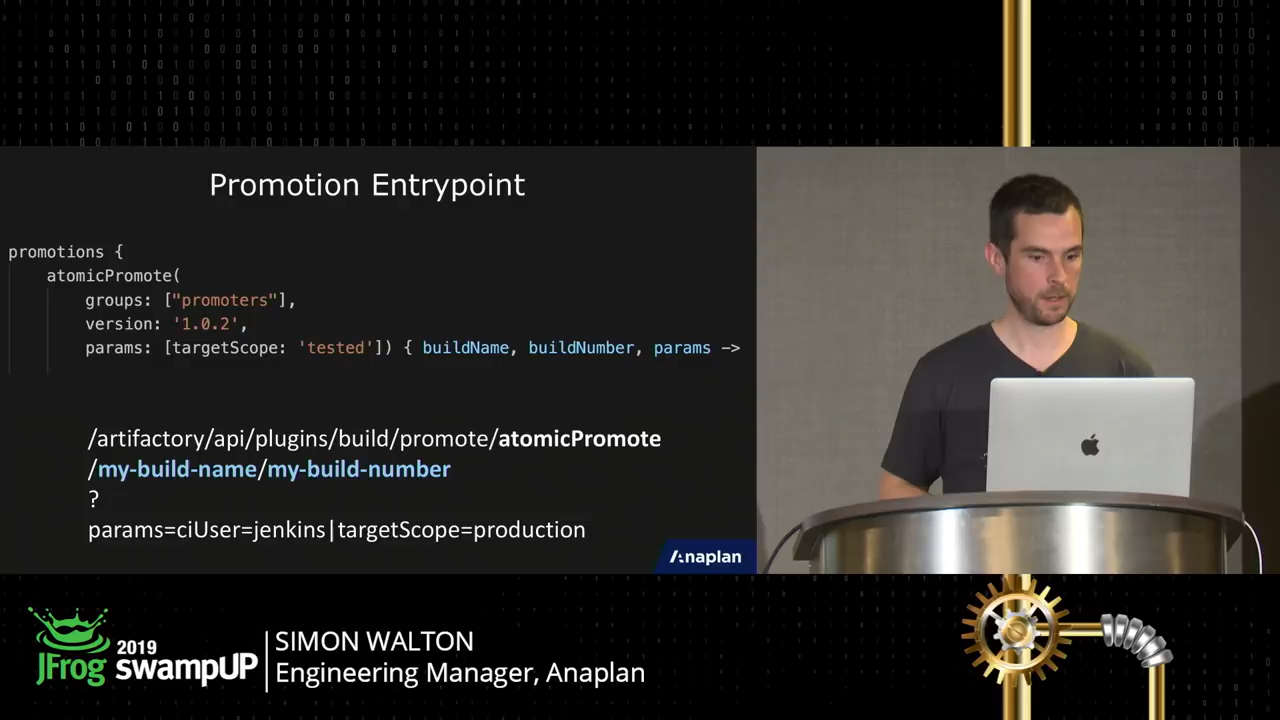 Promotion Entrypoint
promotions {
atomicPromote(
groups: ["promoters"],
version: '1.0.2',
params: [targetScope: 'tested']) { buildName, buildNumber, params ->
/artifactory/api/plugins/build/promote/atomicPromote
/my-build-name/my-build-number
?
params=ciUser=jenkins|targetScope=production
Anaplan
JFrog
2019
swampUP
SIMON WALTON
Engineering Manager, Anaplan